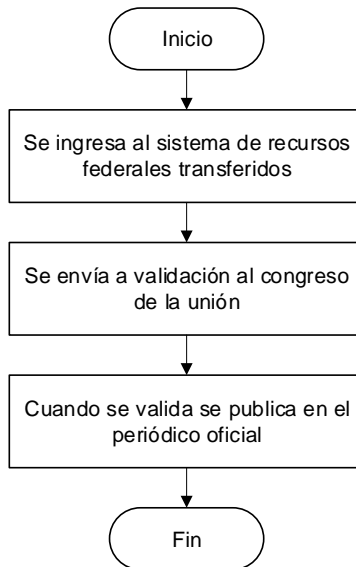 Inicio
Se ingresa al sistema de recursos
federales transferidos
Se envía a validación al congreso
de la unión
Cuando se valida se publica en el
periódico oficial
Fin